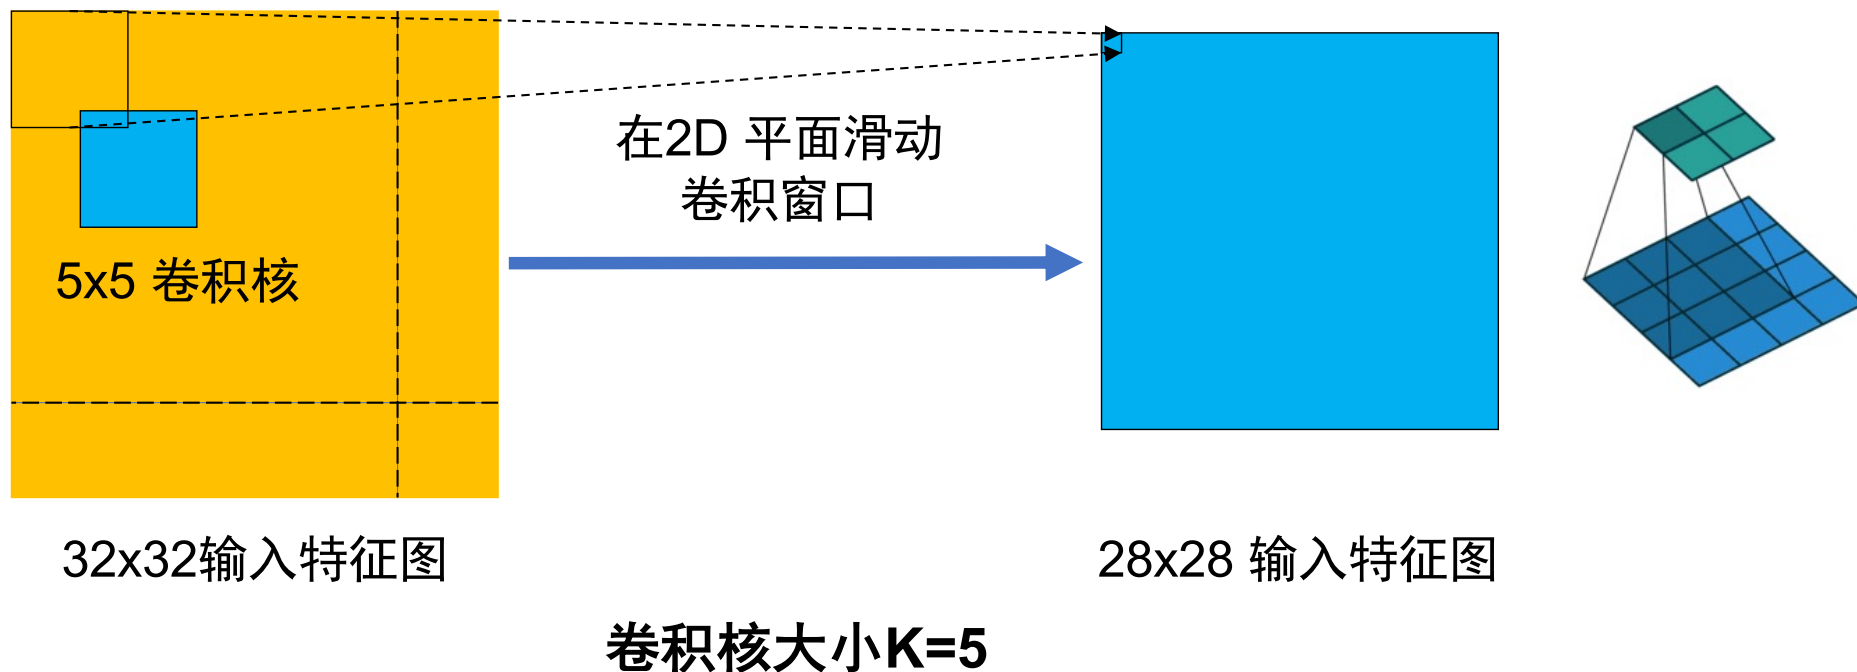 在2D 平面滑动
卷积窗口
5x5 卷积核
32x32输入特征图
28x28 输入特征图
卷积核大小K=5